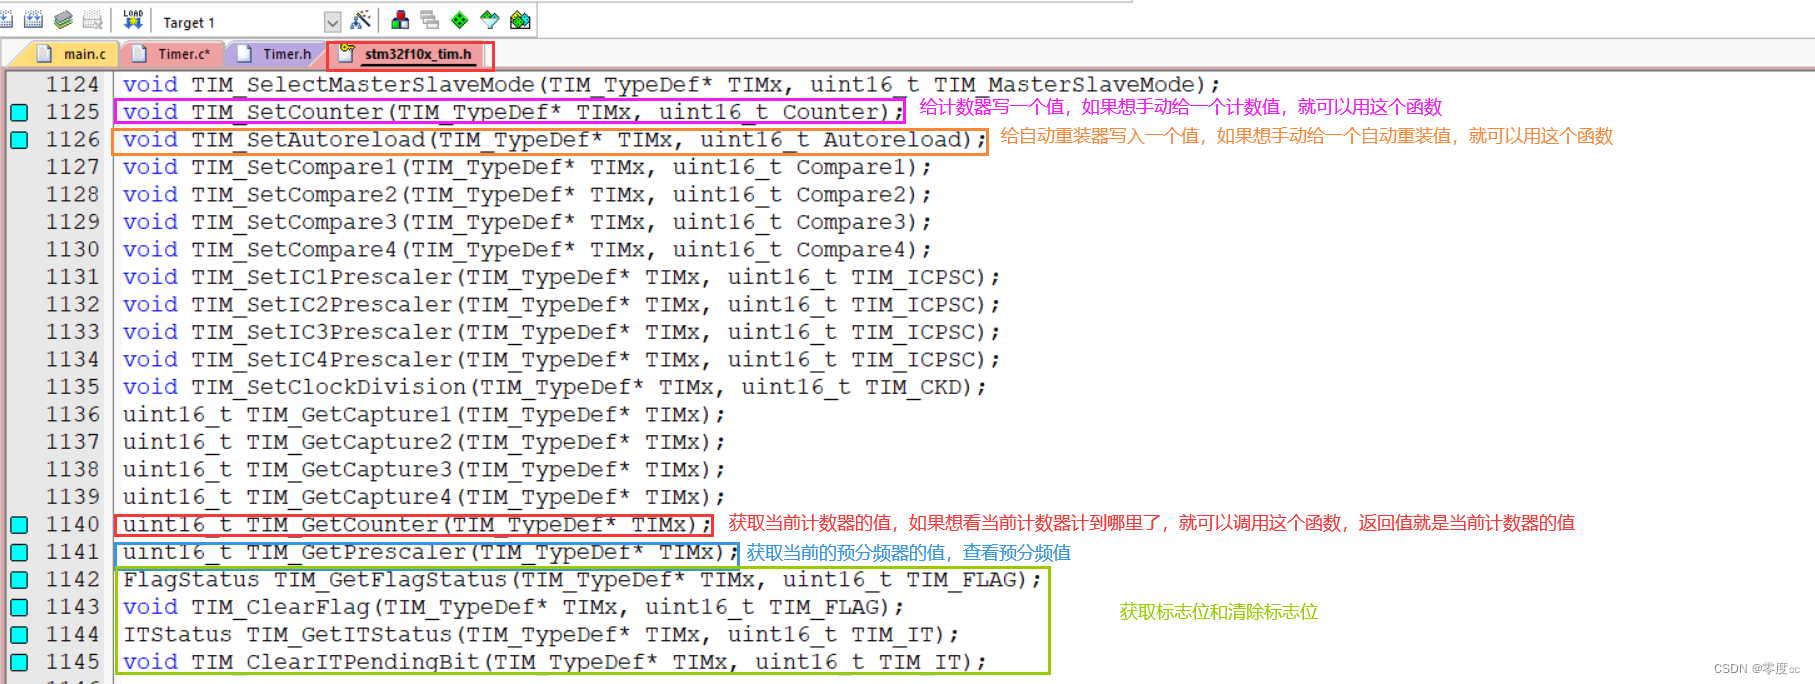 LOAD
Target 1
main.c Timer.c* Timer.h stm32f10x_tim.h
1124 void TIM_SelectMasterSlaveMode(TIM_TypeDef* TIMx, uint16_t TIM_MasterSlaveMode);
1125 void TIM_SetCounter(TIM_TypeDef* TIMx, uint16_t Counter); 给计数器写一个值，如果想手动给一个计数值，就可以用这个函数
1126 void TIM_SetAutoreload(TIM_TypeDef* TIMx, uint16_t Autoreload); 给自动重装器写入一个值，如果想手动给一个自动重装值，就可以用这个函数
1127 void TIM_SetCompare1(TIM_TypeDef* TIMx, uint16_t Compare1);
1128 void TIM_SetCompare2(TIM_TypeDef* TIMx, uint16_t Compare2);
1129 void TIM_SetCompare3(TIM_TypeDef* TIMx, uint16_t Compare3);
1130 void TIM_SetCompare4(TIM_TypeDef* TIMx, uint16_t Compare4);
1131 void TIM_SetIC1Prescaler(TIM_TypeDef* TIMx, uint16_t TIM_ICPSC);
1132 void TIM_SetIC2Prescaler(TIM_TypeDef* TIMx, uint16_t TIM_ICPSC);
1133 void TIM_SetIC3Prescaler(TIM_TypeDef* TIMx, uint16_t TIM_ICPSC);
1134 void TIM_SetIC4Prescaler(TIM_TypeDef* TIMx, uint16_t TIM_ICPSC);
1135 void TIM_SetClockDivision(TIM_TypeDef* TIMx, uint16_t TIM_CKD);
1136 uint16_t TIM_GetCapture1(TIM_TypeDef* TIMx);
1137 uint16_t TIM_GetCapture2(TIM_TypeDef* TIMx);
1138 uint16_t TIM_GetCapture3(TIM_TypeDef* TIMx);
1139 uint16_t TIM_GetCapture4(TIM_TypeDef* TIMx);
1140 uint16_t TIM_GetCounter(TIM_TypeDef* TIMx); 获取当前计数器的值，如果想看当前计数器计到哪里了，就可以调用这个函数，返回值就是当前计数器的值
1141 uint16_t TIM_GetPrescaler(TIM_TypeDef* TIMx); 获取当前的预分频器的值，查看预分频值
1142 FlagStatus TIM_GetFlagStatus(TIM_TypeDef* TIMx, uint16_t TIM_FLAG);
1143 void TIM_ClearFlag(TIM_TypeDef* TIMx, uint16_t TIM_FLAG); 获取标志位和清除标志位
1144 ITStatus TIM_GetITStatus(TIM_TypeDef* TIMx, uint16_t TIM_IT);
1145 void TIM_ClearITPendingBit(TIM_TypeDef* TIMx, uint16_t TIM_IT);
CSDN @零度cc